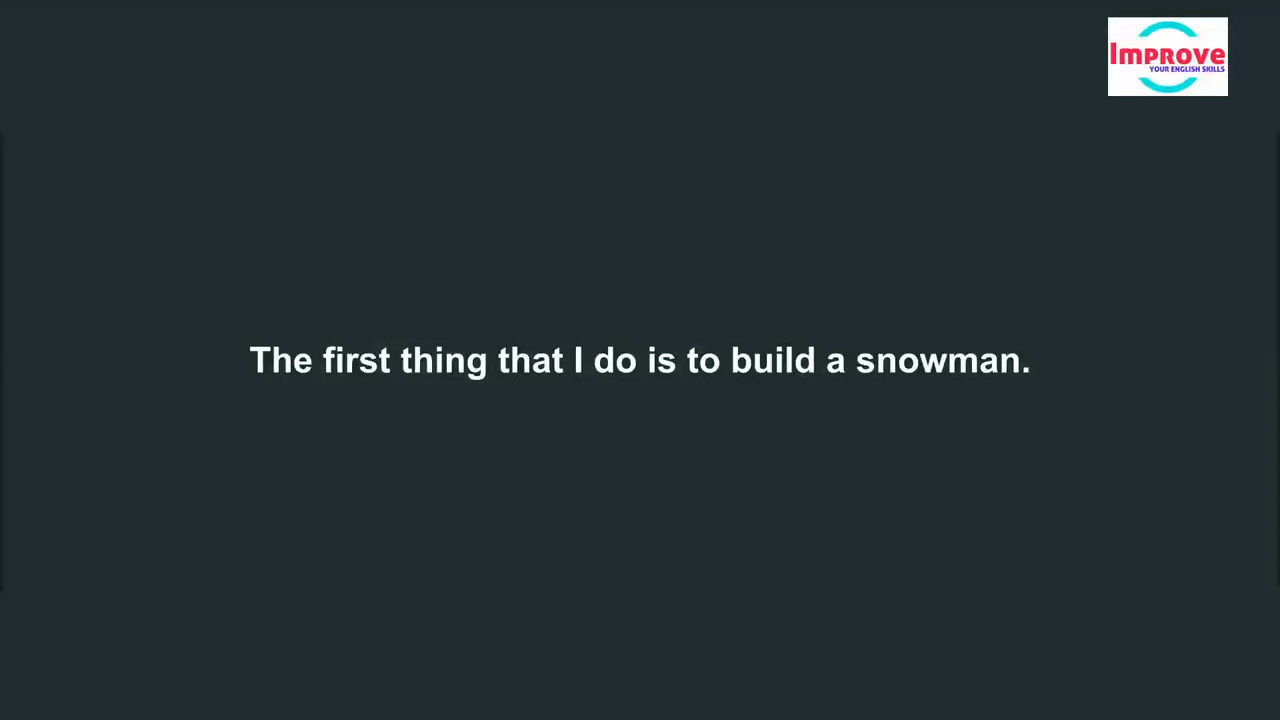 Improve
YOUR ENGLISH SKILLS
The first thing that I do is to build a snowman.